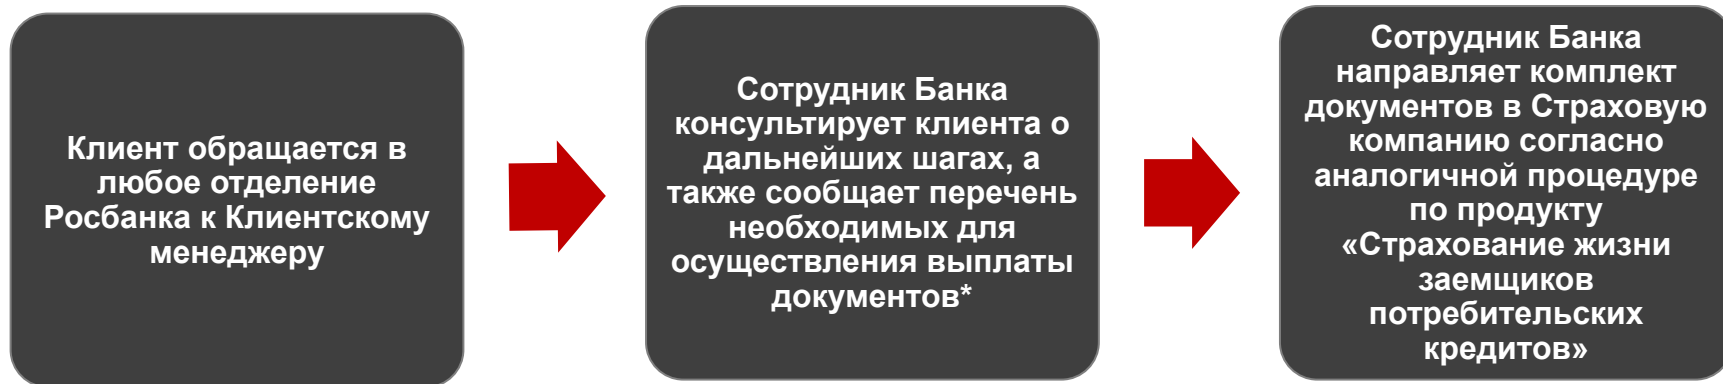 Клиент обращается в
любое отделение
Росбанка к Клиентскому
менеджеру
Сотрудник Банка
консультирует клиента о
дальнейших шагах, а
также сообщает перечень
необходимых для
осуществления выплаты
документов*
Сотрудник Банка
направляет комплект
документов в Страховую
компанию согласно
аналогичной процедуре
по продукту
«Страхование жизни
заемщиков
потребительских
кредитов»